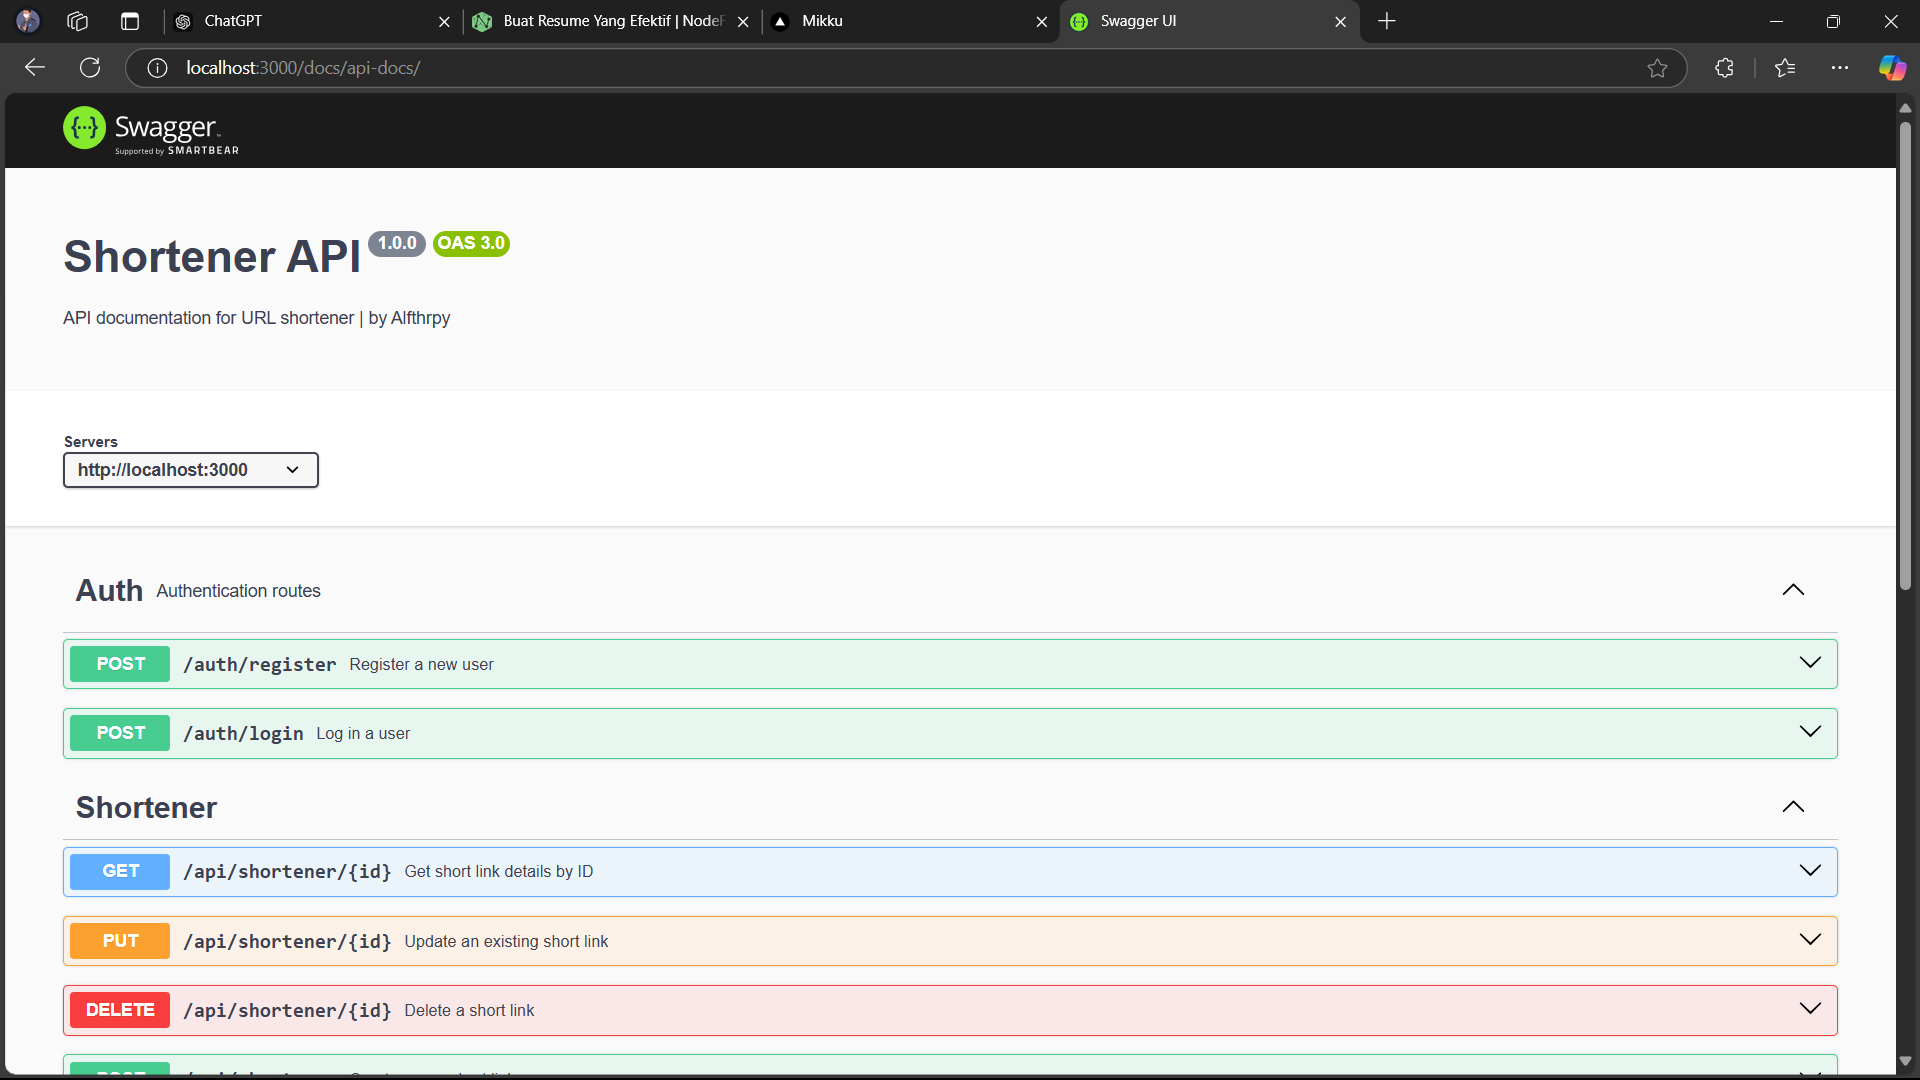 ChatGPT
Buat Resume Yang Efektif | NodeF
Mikku
Swagger UI
localhost:3000/docs/api-docs/
Swagger
Supported by SMARTBEAR
Shortener API 1.0.0 OAS 3.0
API documentation for URL shortener | by Alfthrpy
Servers
http://localhost:3000
Auth Authentication routes
POST /auth/register Register a new user
POST /auth/login Log in a user
Shortener
GET /api/shortener/{id} Get short link details by ID
PUT /api/shortener/{id} Update an existing short link
DELETE /api/shortener/{id} Delete a short link
POST